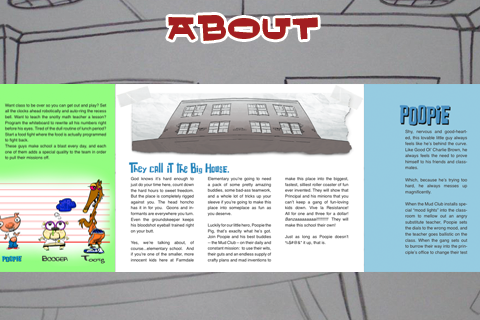 ABOUT
Want class to be over so you can get out and play? Set
all the clocks ahead robotically and auto-ring the recess
bell. Want to teach the snotty math teacher a lesson?
Program the whiteboard to write all his numbers right
before his eyes. Tired of the dull routine of lunch period?
Start a food fight where the food is actually programmed
to fight back.
These guys make school a blast every day, and each
one of them adds a special quality to the team in order
to pull their missions off.
POOPIE
BOOGER
Toots
They call it The Big House.
God knows it's hard enough to
just do your time here, count down
the hard hours to sweet freedom.
But the place is completely rigged
against you. The head honcho
has it in for you. Goons and in-
formants are everywhere you turn.
Even the groundskeeper keeps
his bloodshot eyeball trained right
on your butt.
Yes, we're talking about, of
course, elementary school. And
if you're one of the smaller, more
innocent kids here at Farmdale
Elementary you're going to need
a pack of some pretty amazing
buddies, some bad-ass teamwork,
and a whole lot of tricks up your
sleeve if you're going to make this
place into someplace as fun as
you deserve.
Luckily for our little hero, Poopie the
Pig, that's exactly what he's got.
Join Poopie and his best buddies
– the Mud Club – on their daily and
constant mission: to use their wits,
their guts and an endless supply of
crafty plans and mad inventions to
make this place into the biggest,
fastest, silliest roller coaster of fun
ever invented. They will show that
Principal and his minions that you
can't keep a gang of fun-loving
kids down. Vive la Resistance!
All for one and three for a dollar!
They will
make this school their own!
Just as long as Poopie doesn't
it up, that is.
POOPIE
Shy, nervous and good-heart-
ed, this lovable little guy always
feels like he's behind the curve.
Like Good Ol' Charlie Brown, he
always feels the need to prove
himself to his friends and class-
mates.
Which, because he's trying too
hard, he always messes up
magnificently.
When the Mud Club installs spe-
cial "mood lights" into the class-
room to mellow out an angry
substitute teacher, Poopie sets
the dials to the wrong mood, and
the teacher goes ballistic on the
class. When the gang sets out
to burrow their way into the prin-
ciple's office to change their test